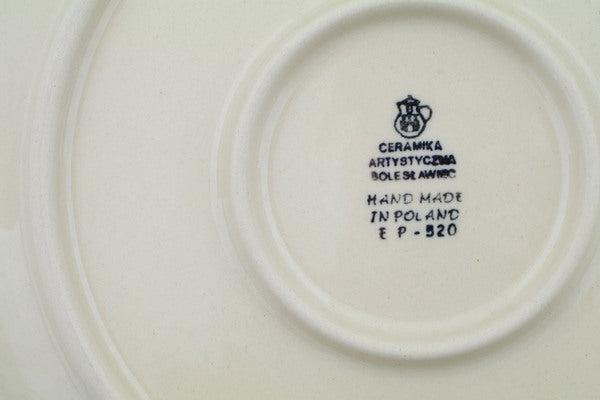 CERAMIKA
ARTYSTYCZNA
BOLESŁAWIEC
HAND MADE
IN POLAND
E P - 520